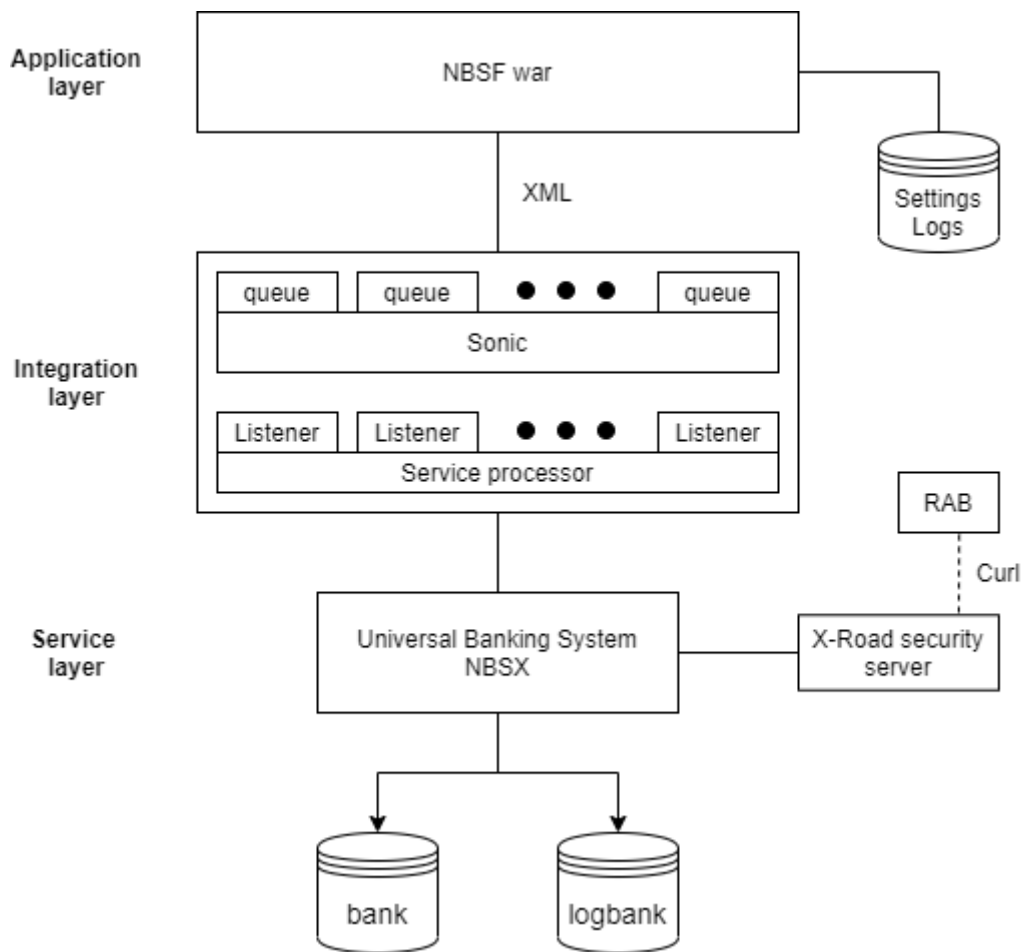 Application
layer
NBSF war
XML
Settings
Logs
queue
queue
queue
Sonic
Integration
layer
Listener
Listener
Listener
Service processor
RAB
Curl
Service
layer
Universal Banking System
NBSX
X-Road security
server
bank
logbank